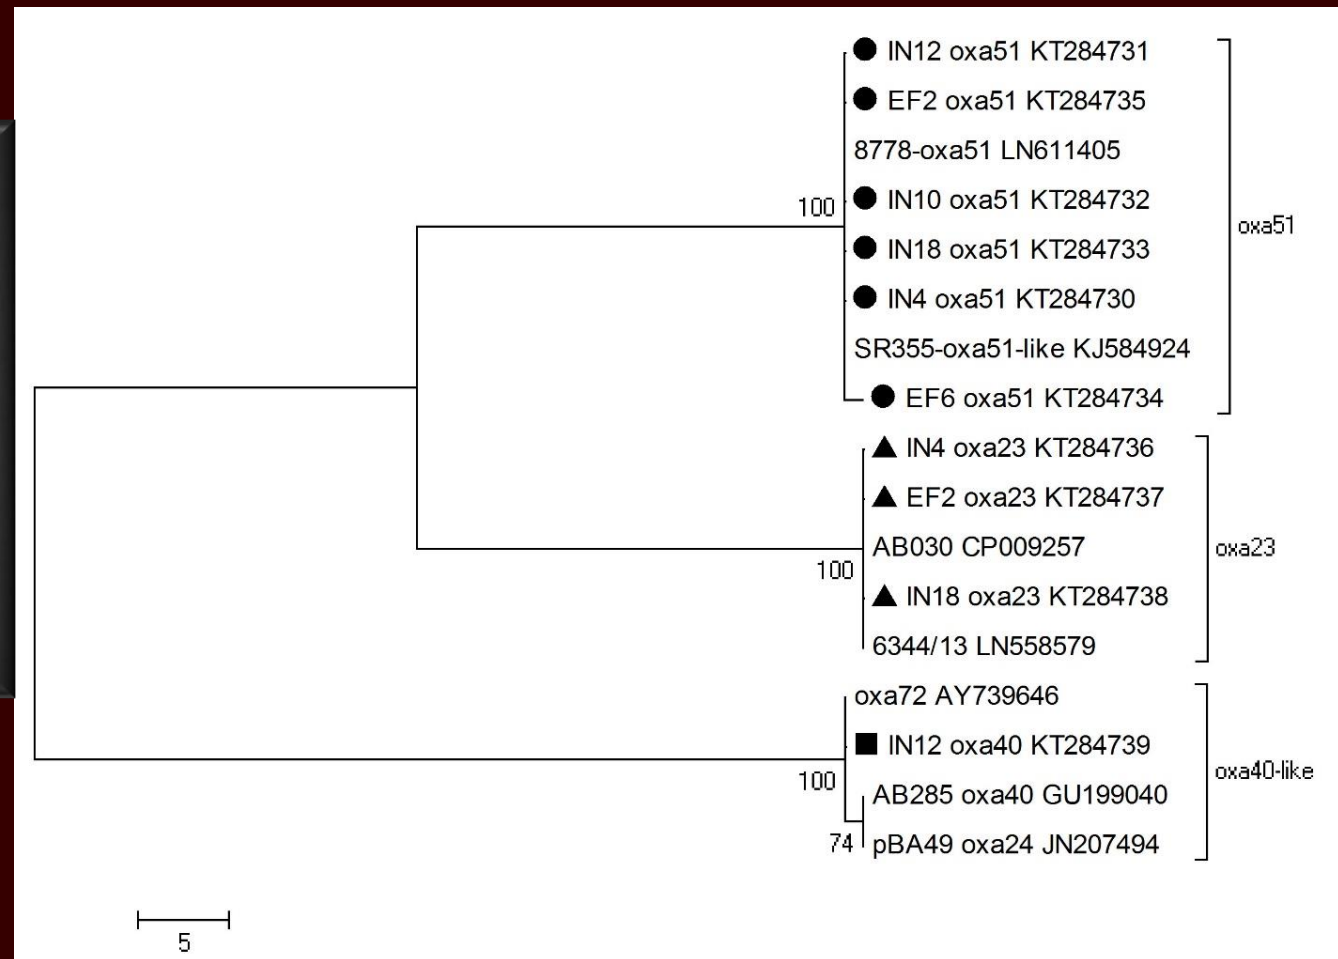 IN12 oxa51 KT284731
EF2 oxa51 KT284735
8778-oxa51 LN611405
100
IN10 oxa51 KT284732
oxa51
IN18 oxa51 KT284733
IN4 oxa51 KT284730
SR355-oxa51-like KJ584924
EF6 oxa51 KT284734
IN4 oxa23 KT284736
EF2 oxa23 KT284737
AB030 CP009257
oxa23
100
IN18 oxa23 KT284738
6344/13 LN558579
oxa72 AY739646
IN12 oxa40 KT284739
oxa40-like
100
AB285 oxa40 GU199040
74
pBA49 oxa24 JN207494
5